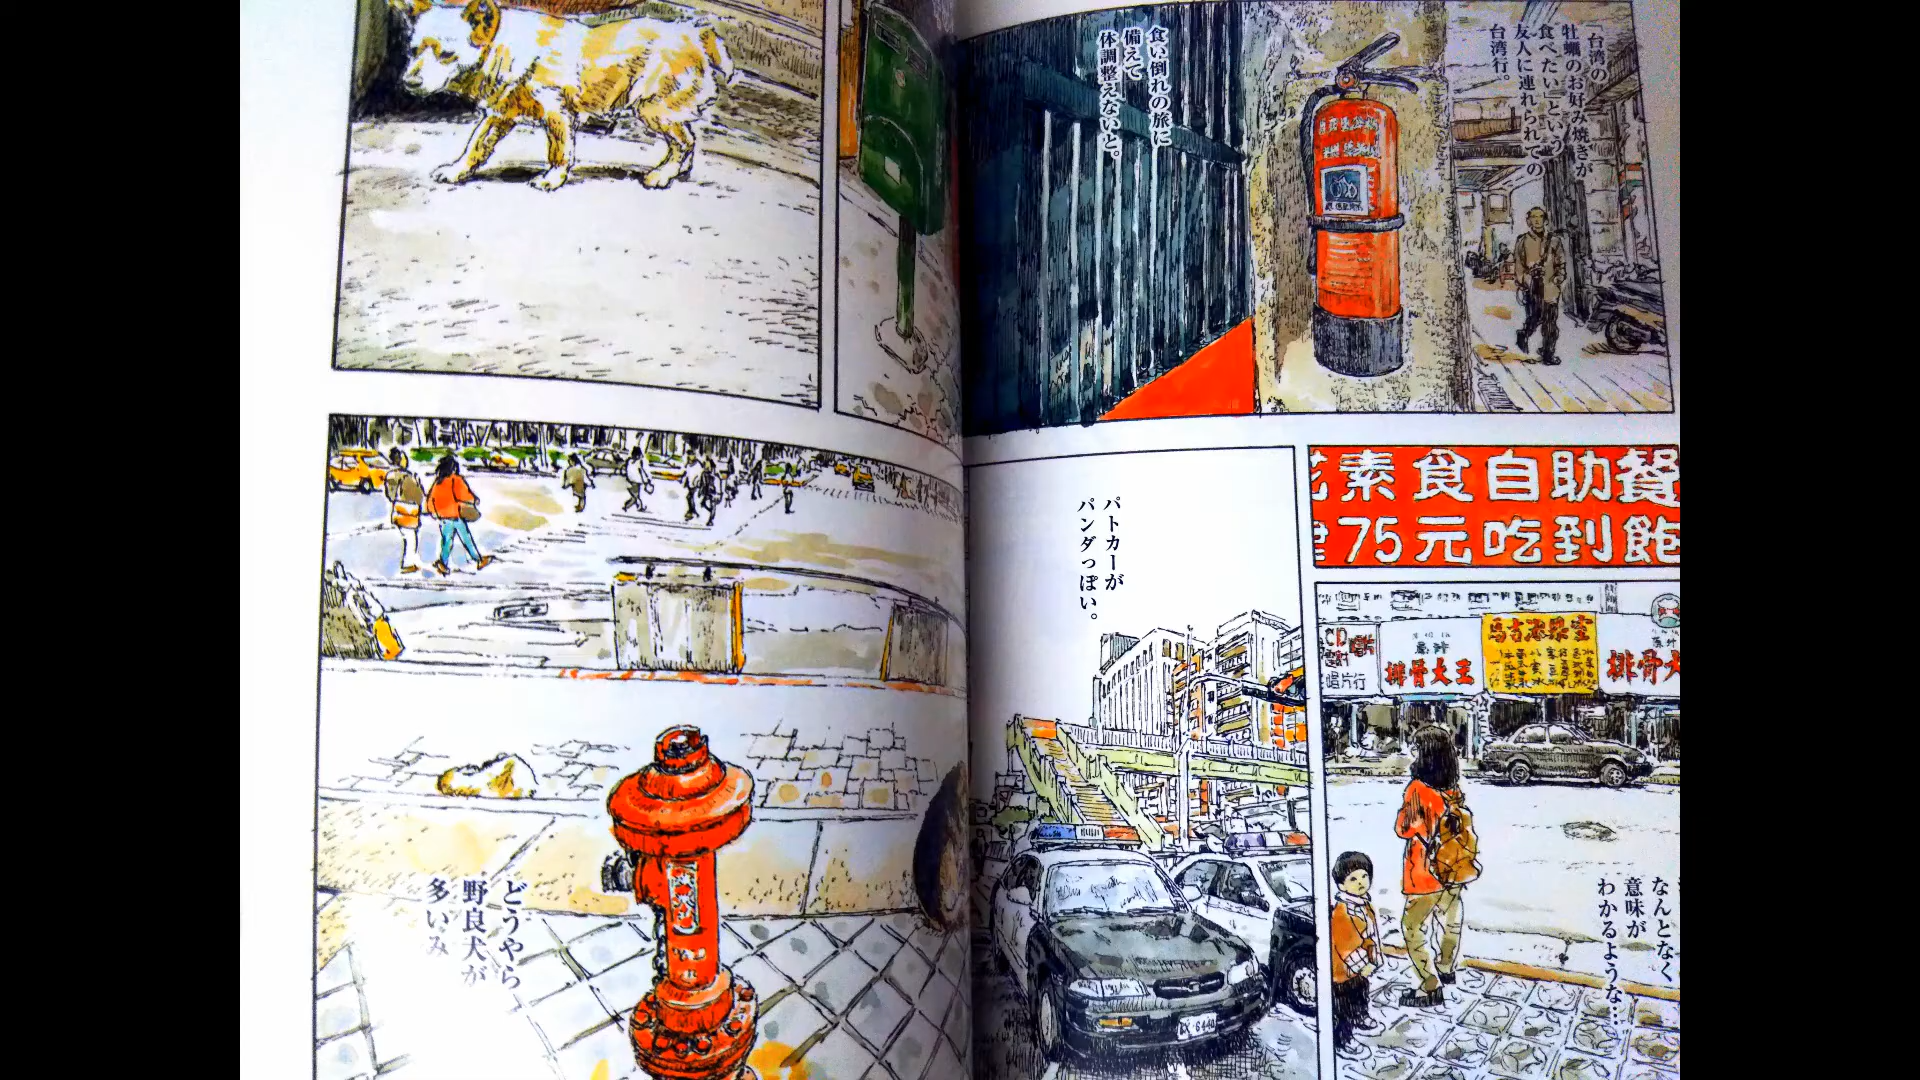 「台湾の
牡蠣のお好み焼きが
食べたい」という
友人に連れられての
台湾行。
食い倒れの旅に
備えて
体調整えないと。
素食自助餐
75元吃到飽
CD
唱片行
排骨大王
排骨大
なんとなく
意味が
わかるような…
パトカーが
パンダっぽい。
どうやら
野良犬が
多いみ